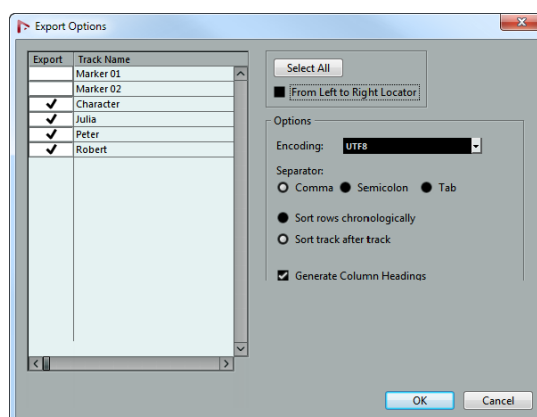 Export Options
Export Track Name
Marker 01
Marker 02
Character
Julia
Peter
Robert
Select All
From Left to Right Locator
Options
Encoding: UTF8
Separator:
Comma Semicolon Tab
Sort rows chronologically
Sort track after track
Generate Column Headings
OK Cancel